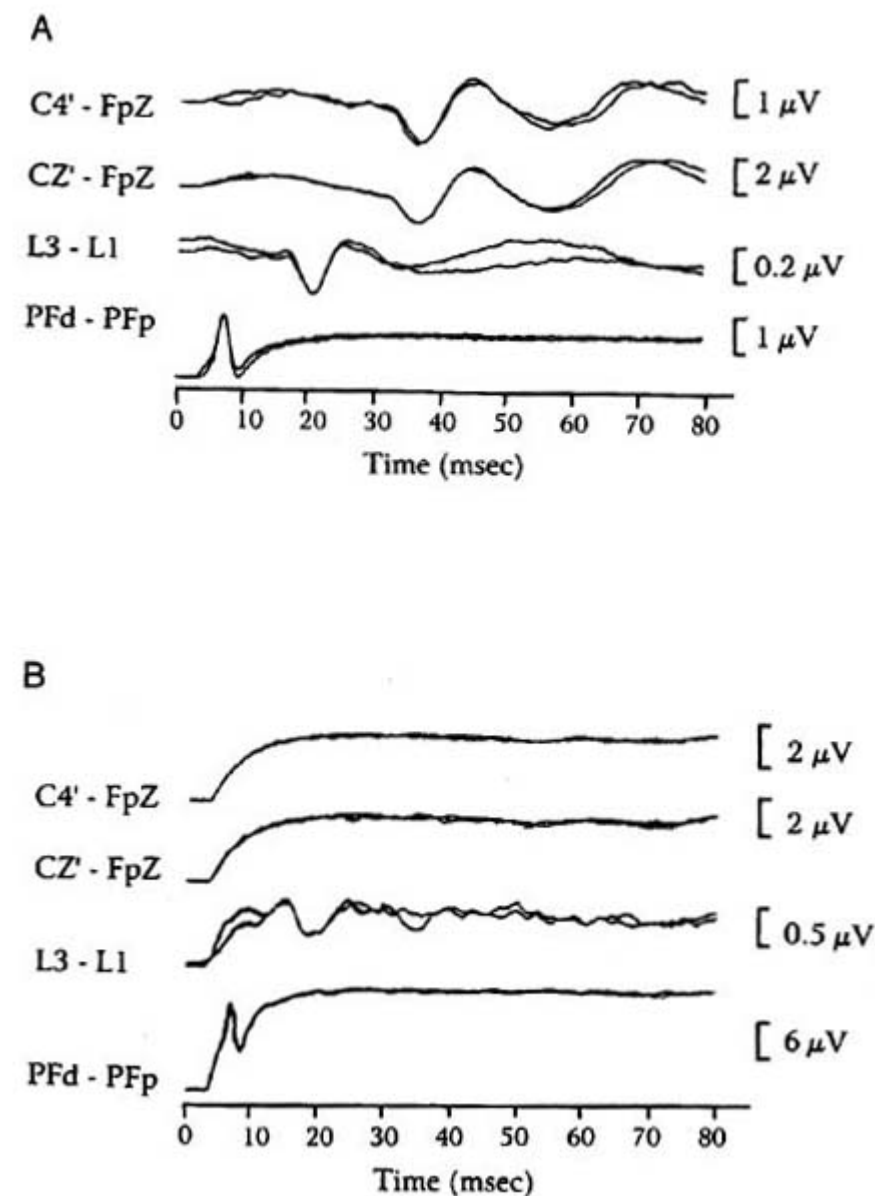 A
C4' - FpZ
1 μV
CZ' - FpZ
2 μV
L3 - L1
0.2 μV
PFd - PFp
1 μV
0 10 20 30 40 50 60 70 80
Time (msec)
B
C4' - FpZ
2 μV
CZ' - FpZ
2 μV
L3 - L1
0.5 μV
PFd - PFp
6 μV
0 10 20 30 40 50 60 70 80
Time (msec)